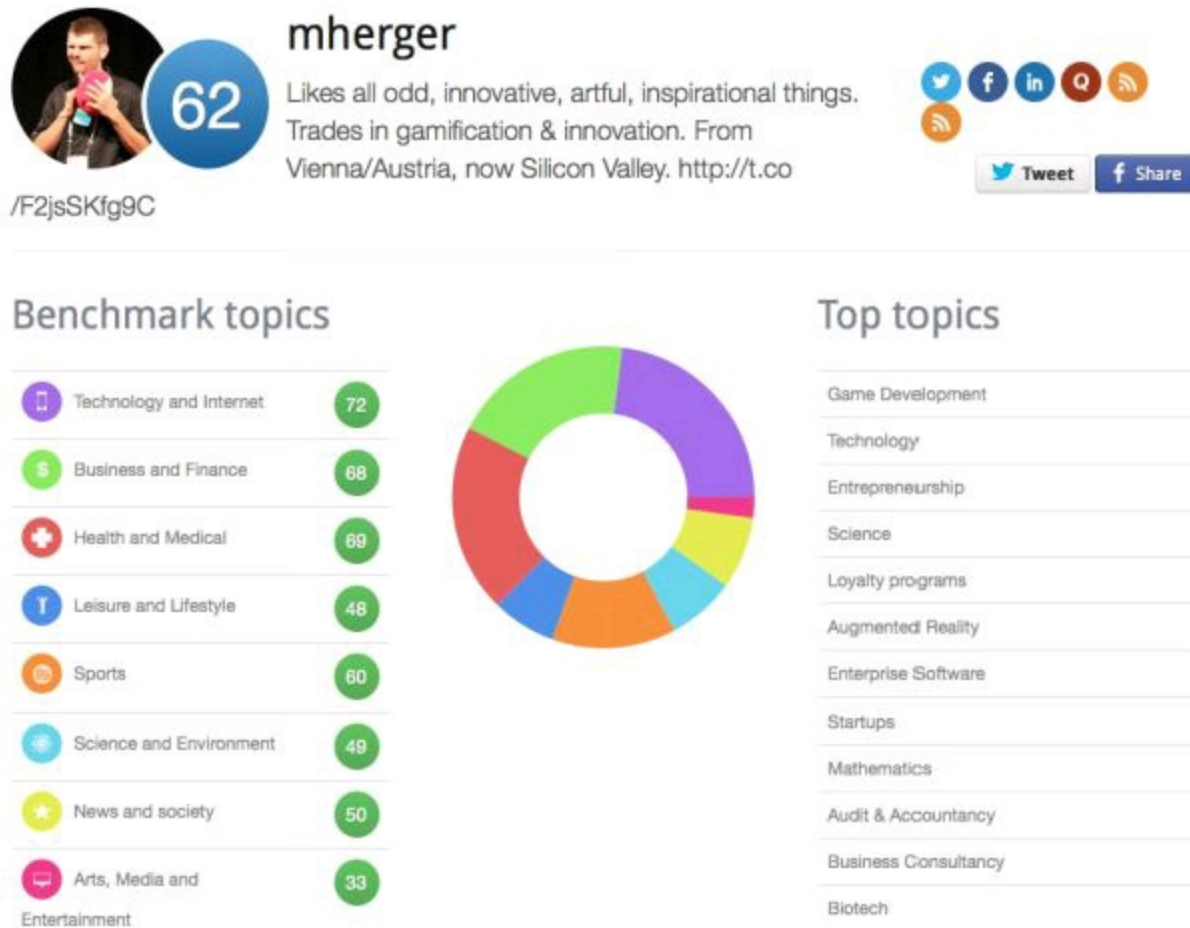 mherger
62
Likes all odd, innovative, artful, inspirational things.
Trades in gamification & innovation. From
Vienna/Austria, now Silicon Valley. http://t.co
/F2jsSKfg9C
f
in
Q
Tweet
f Share
Benchmark topics
Technology and Internet 72
$ Business and Finance 68
Health and Medical 69
Leisure and Lifestyle 48
Sports 60
Science and Environment 49
News and society 50
Arts, Media and 33
Entertainment
Top topics
Game Development
Technology
Entrepreneurship
Science
Loyalty programs
Augmented Reality
Enterprise Software
Startups
Mathematics
Audit & Accountancy
Business Consultancy
Biotech